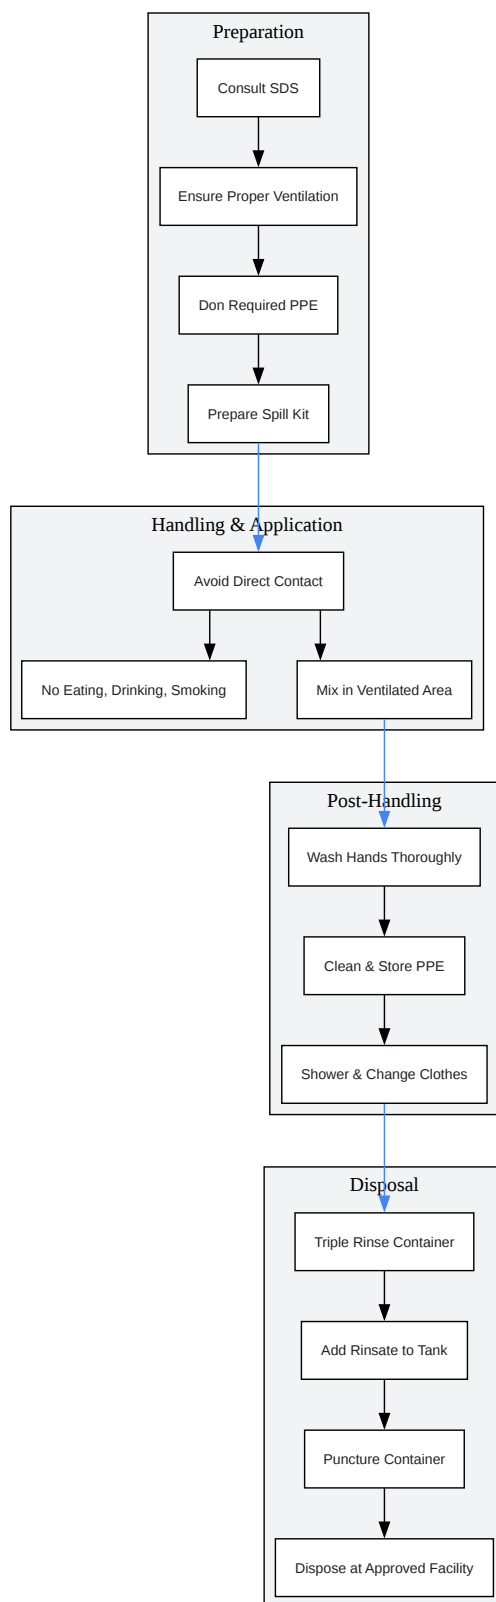 Preparation
Consult SDS
Ensure Proper Ventilation
Don Required PPE
Prepare Spill Kit
Handling & Application
Avoid Direct Contact
No Eating, Drinking, Smoking
Mix in Ventilated Area
Post-Handling
Wash Hands Thoroughly
Clean & Store PPE
Shower & Change Clothes
Disposal
Triple Rinse Container
Add Rinsate to Tank
Puncture Container
Dispose at Approved Facility